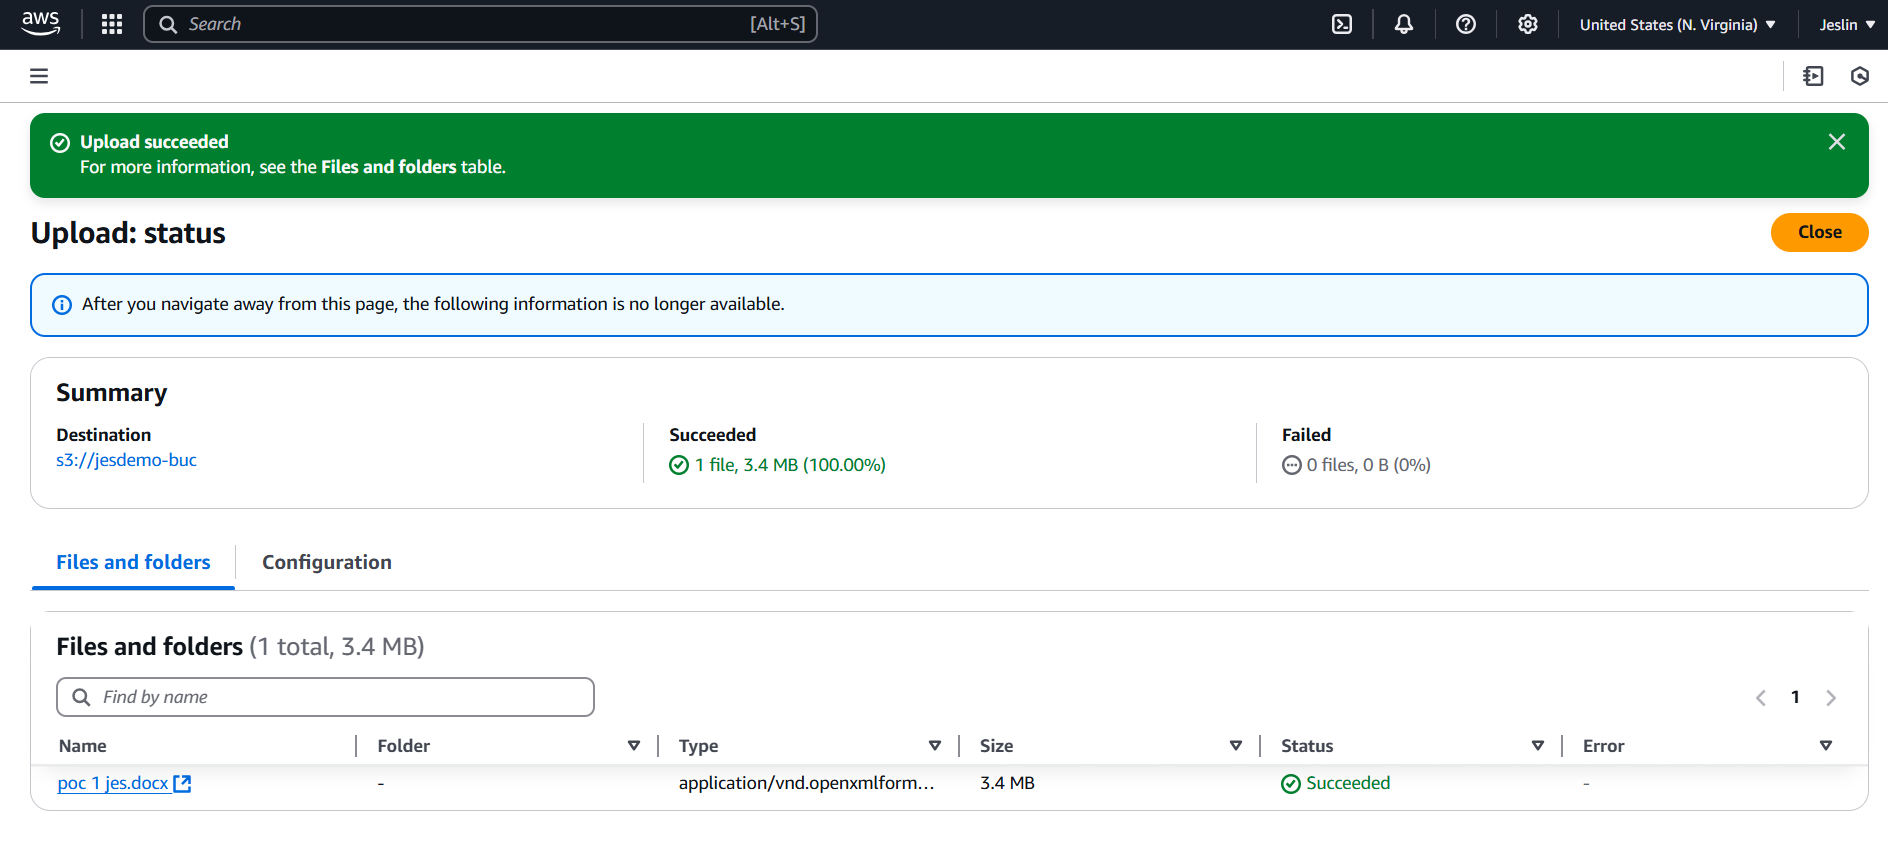 aws Search [Alt+S] United States (N. Virginia) Jeslin
Upload succeeded
For more information, see the Files and folders table.
Upload: status
Close
After you navigate away from this page, the following information is no longer available.
Summary
Destination
s3://jesdemo-buc
Succeeded
1 file, 3.4 MB (100.00%)
Failed
0 files, 0 B (0%)
Files and folders Configuration
Files and folders (1 total, 3.4 MB)
Find by name
1
Name Folder Type Size Status Error
poc 1 jes.docx - application/vnd.openxmlform... 3.4 MB Succeeded -